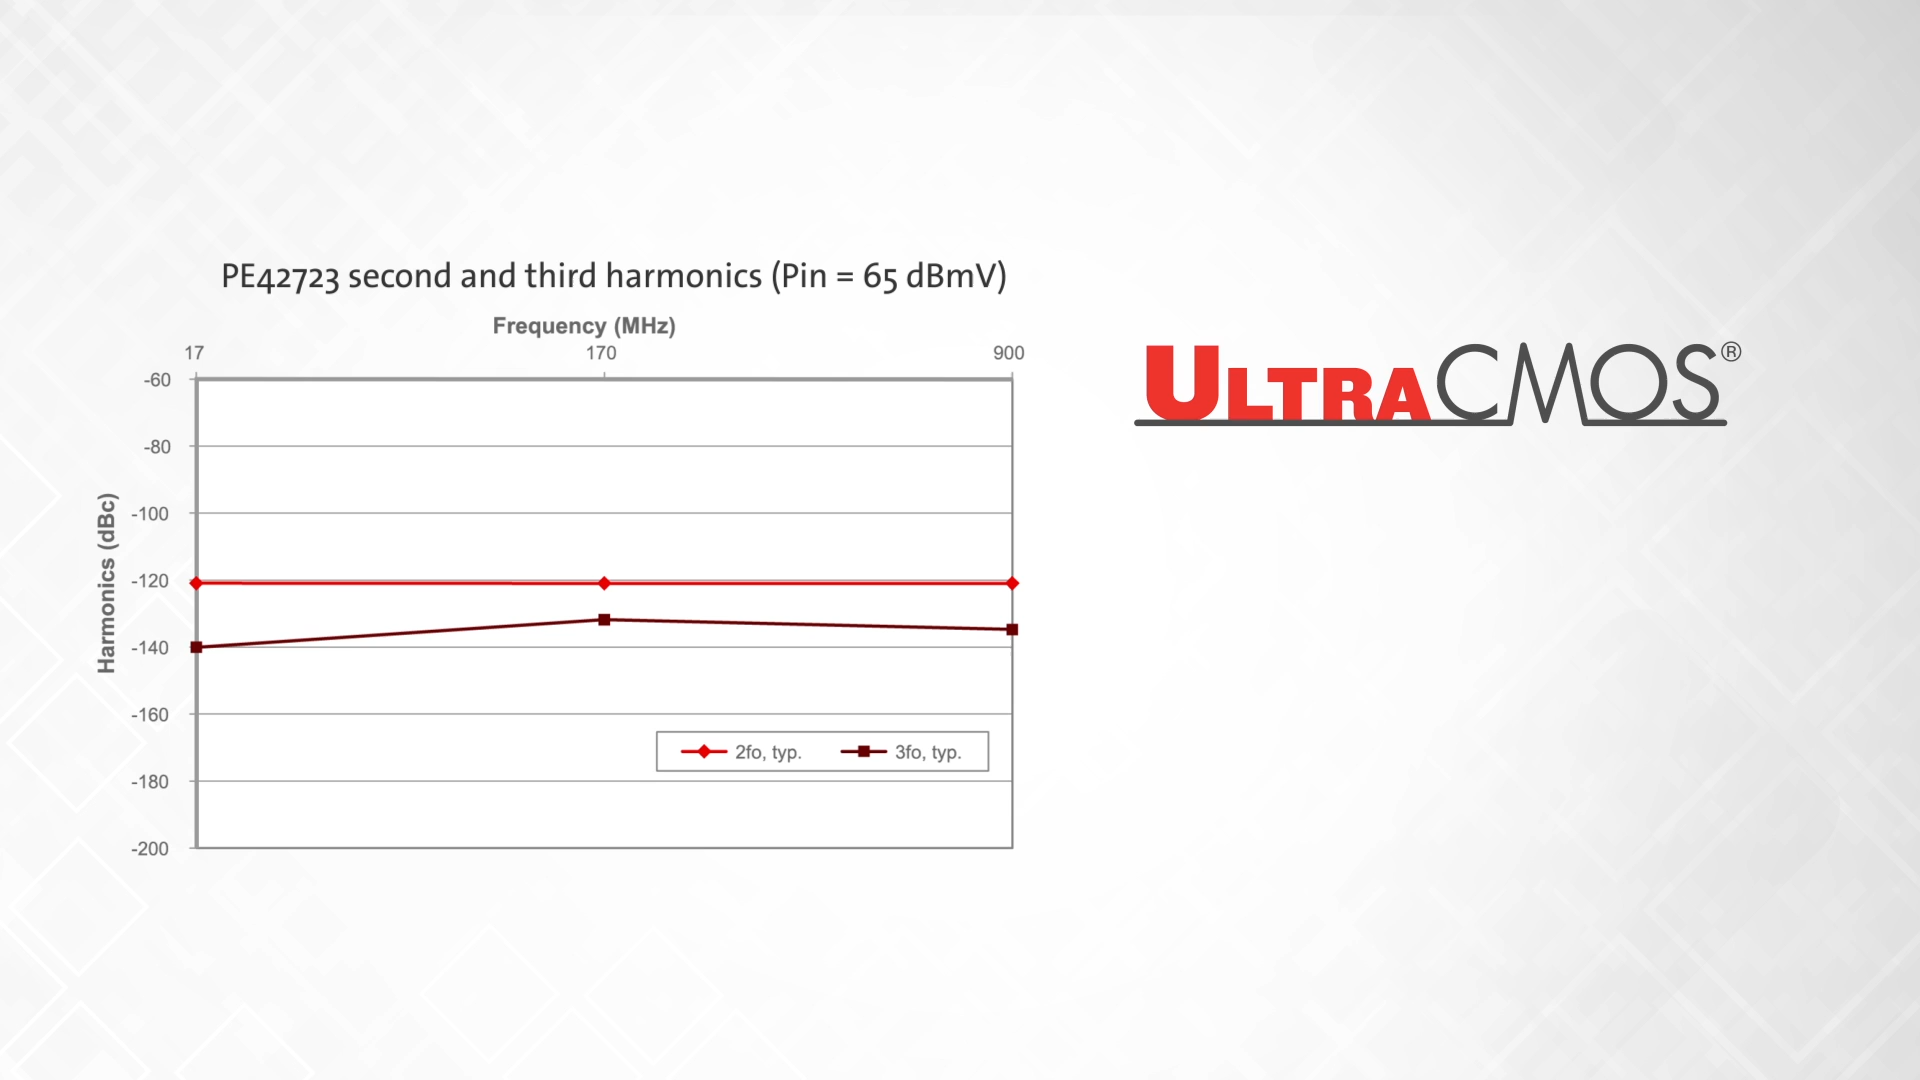 PE42723 second and third harmonics (Pin = 65 dBmV)
Frequency (MHz)
17 170 900
-60
-80
-100
-120
-140
-160
-180
-200
Harmonics (dBc)
2fo, typ. 3fo, typ.
ULTRACMOS®